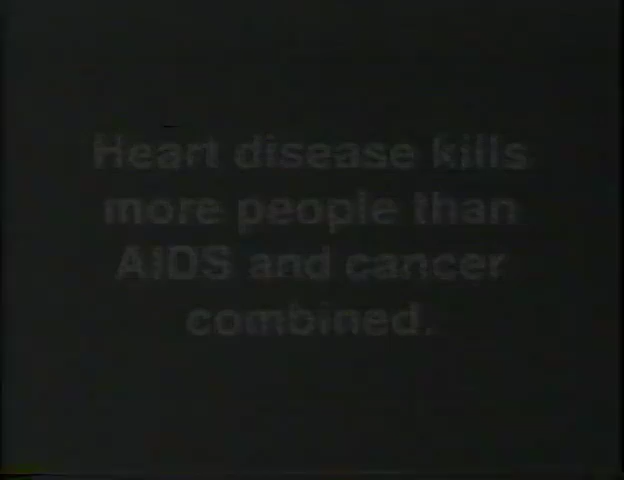 Heart disease kills
more people than
AIDS and cancer
combined.